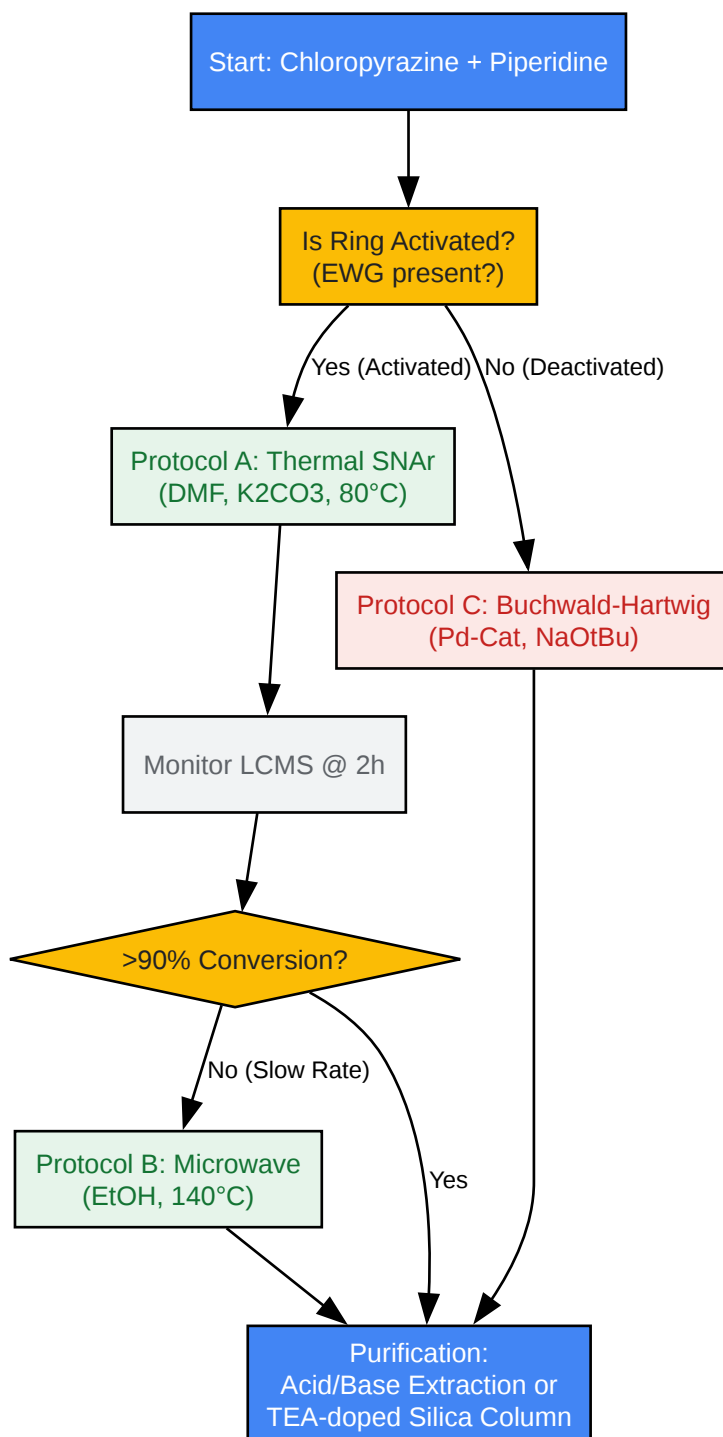 Start: Chloropyrazine + Piperidine
Is Ring Activated?
(EWG present?)
Yes (Activated)
No (Deactivated)
Protocol A: Thermal SNAr
(DMF, K2CO3, 80°C)
Protocol C: Buchwald-Hartwig
(Pd-Cat, NaOtBu)
Monitor LCMS @ 2h
>90% Conversion?
No (Slow Rate)
Protocol B: Microwave
(EtOH, 140°C)
Yes
Purification:
Acid/Base Extraction or
TEA-doped Silica Column